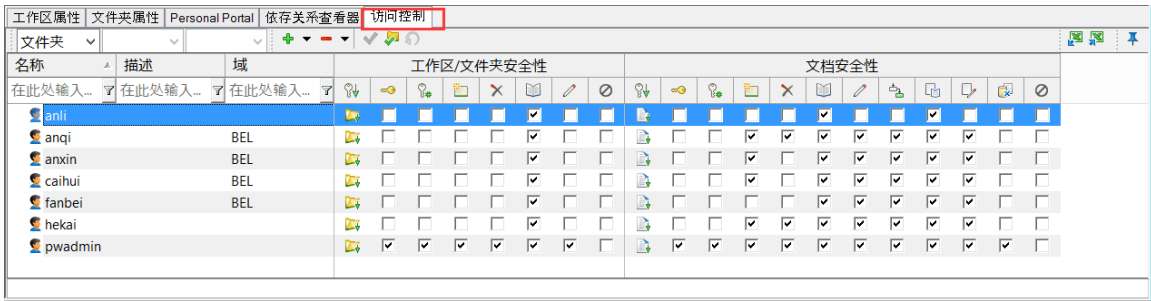 工作区属性 文件夹属性 Personal Portal 依存关系查看器 访问控制
文件夹
名称 描述 域 工作区/文件夹安全性 文档安全性
在此处输入... 在此处输入... 在此处输入...
anli
anqi BEL
anxin BEL
caihui BEL
fanbei BEL
hekai
pwadmin